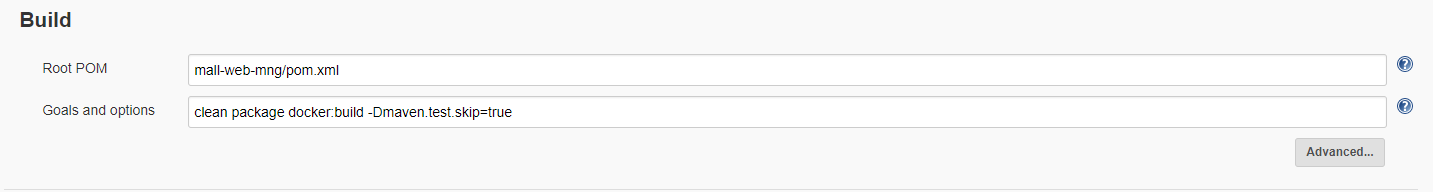 Build
Root POM
mall-web-mng/pom.xml
?
Goals and options
clean package docker:build -Dmaven.test.skip=true
?
Advanced...